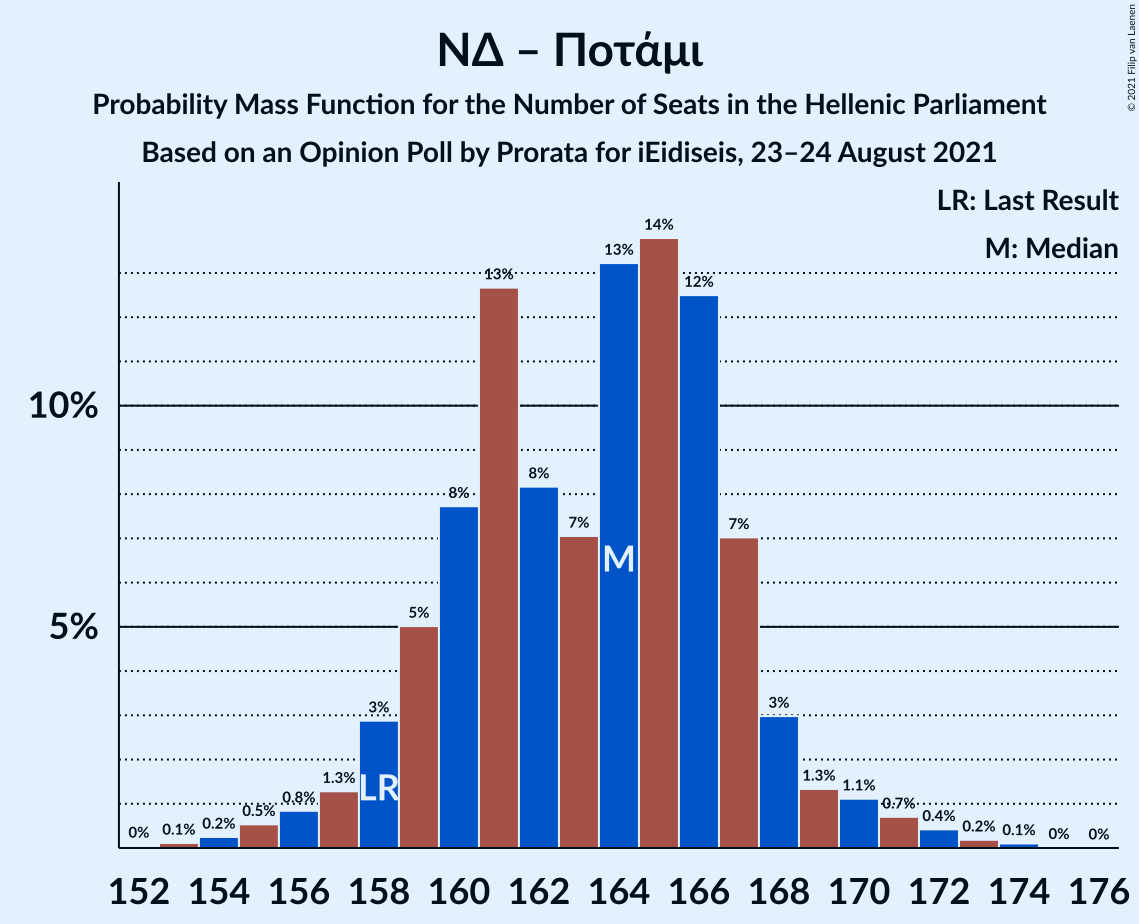 ΝΔ – Ποτάμι
Probability Mass Function for the Number of Seats in the Hellenic Parliament
Based on an Opinion Poll by Prorata for iEidiseis, 23–24 August 2021
© 2021 Filip van Laenen
LR: Last Result
M: Median
10%
5%
0% 0.1% 0.2% 0.5% 0.8% 1.3% 3% 5% 8% 13% 8% 7% 13% 14% 12% 7% 3% 1.3% 1.1% 0.7% 0.4% 0.2% 0.1% 0% 0%
M
LR
152 154 156 158 160 162 164 166 168 170 172 174 176